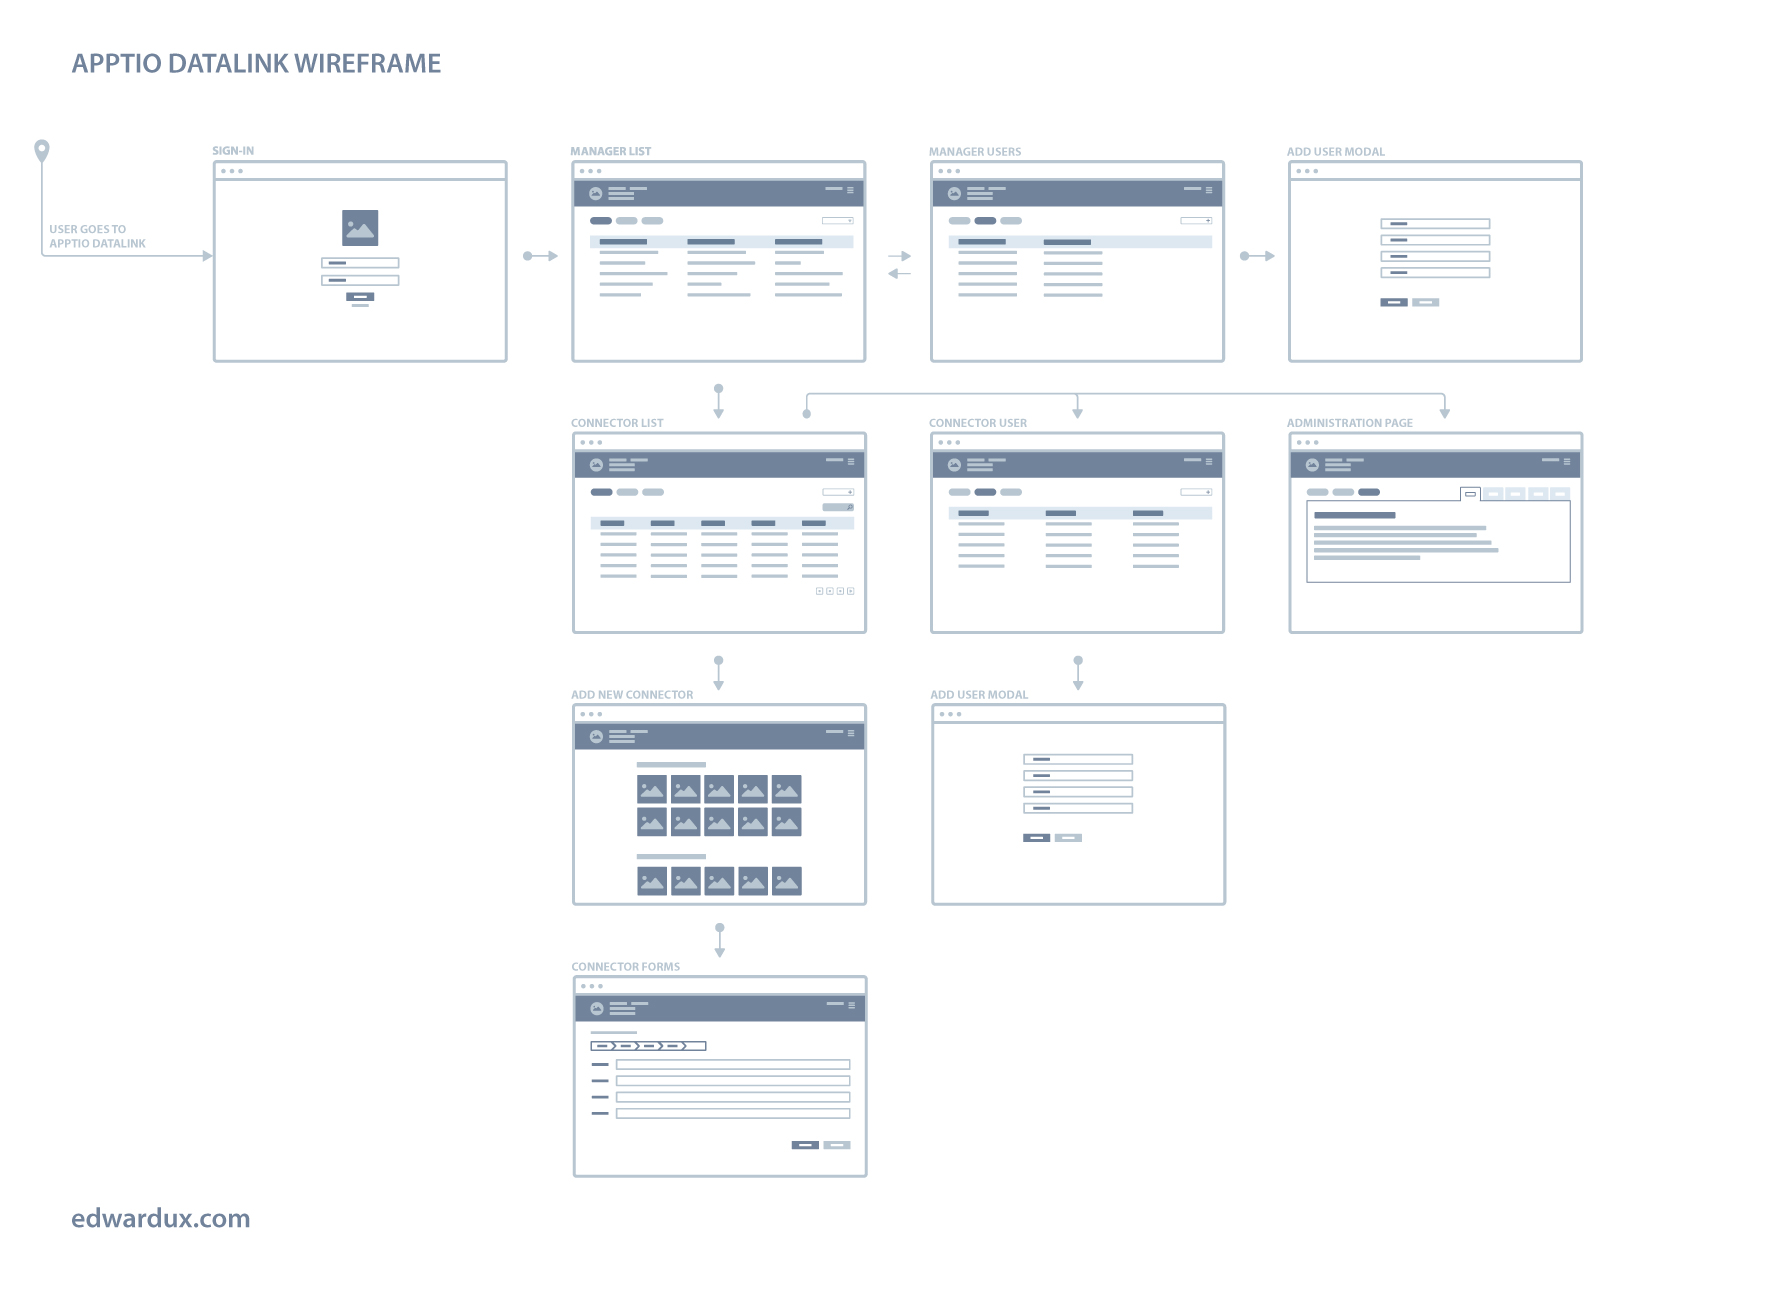 APPTIO DATALINK WIREFRAME
SIGN-IN
MANAGER LIST
MANAGER USERS
ADD USER MODAL
USER GOES TO
APPTIO DATALINK
CONNECTOR LIST
CONNECTOR USER
ADMINISTRATION PAGE
ADD NEW CONNECTOR
ADD USER MODAL
CONNECTOR FORMS
edwardux.com